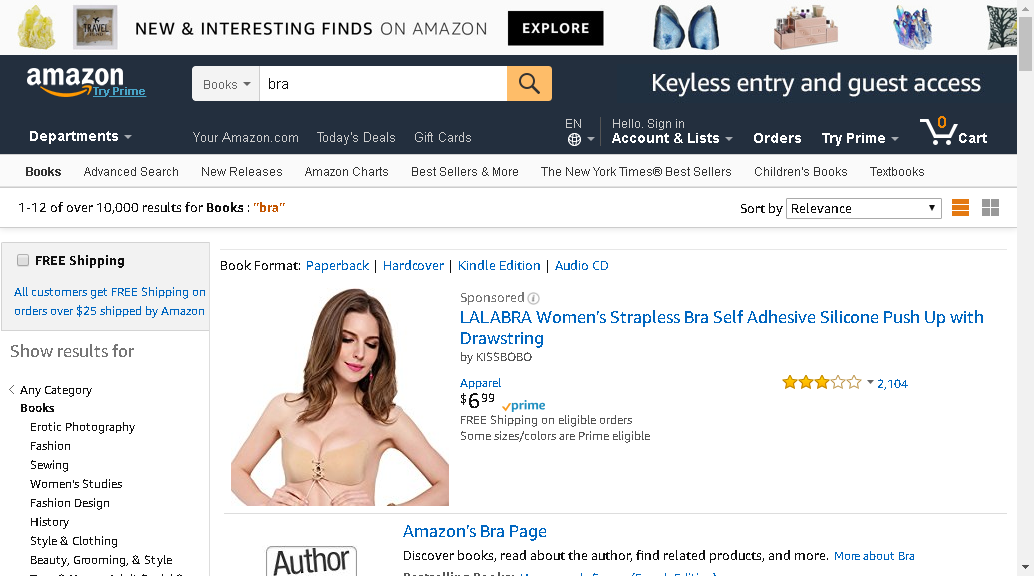 TRAVEL
NEW & INTERESTING FINDS ON AMAZON
EXPLORE
amazon
Try Prime
Books
bra
Keyless entry and guest access
Departments
Your Amazon.com
Today's Deals
Gift Cards
EN
Hello. Sign in
Account & Lists
Orders
Try Prime
0
Cart
Books
Advanced Search
New Releases
Amazon Charts
Best Sellers & More
The New York Times® Best Sellers
Children's Books
Textbooks
1-12 of over 10,000 results for Books : "bra"
Sort by
Relevance
FREE Shipping
All customers get FREE Shipping on
orders over $25 shipped by Amazon
Show results for
Any Category
Books
Erotic Photography
Fashion
Sewing
Women's Studies
Fashion Design
History
Style & Clothing
Beauty, Grooming, & Style
Book Format: Paperback | Hardcover | Kindle Edition | Audio CD
Sponsored
LALABRA Women's Strapless Bra Self Adhesive Silicone Push Up with
Drawstring
by KISSBOBO
Apparel
$6.99 prime
FREE Shipping on eligible orders
Some sizes/colors are Prime eligible
2,104
Amazon's Bra Page
Discover books, read about the author, find related products, and more. More about Bra
Author